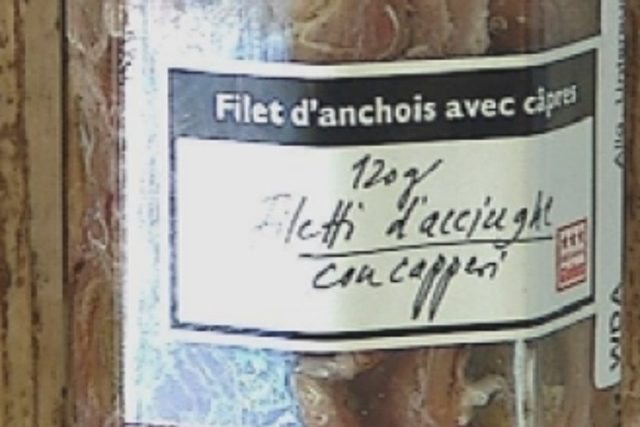 Filet d'anchois avec câpres
120g
Filetti d'acciughe
con capperi